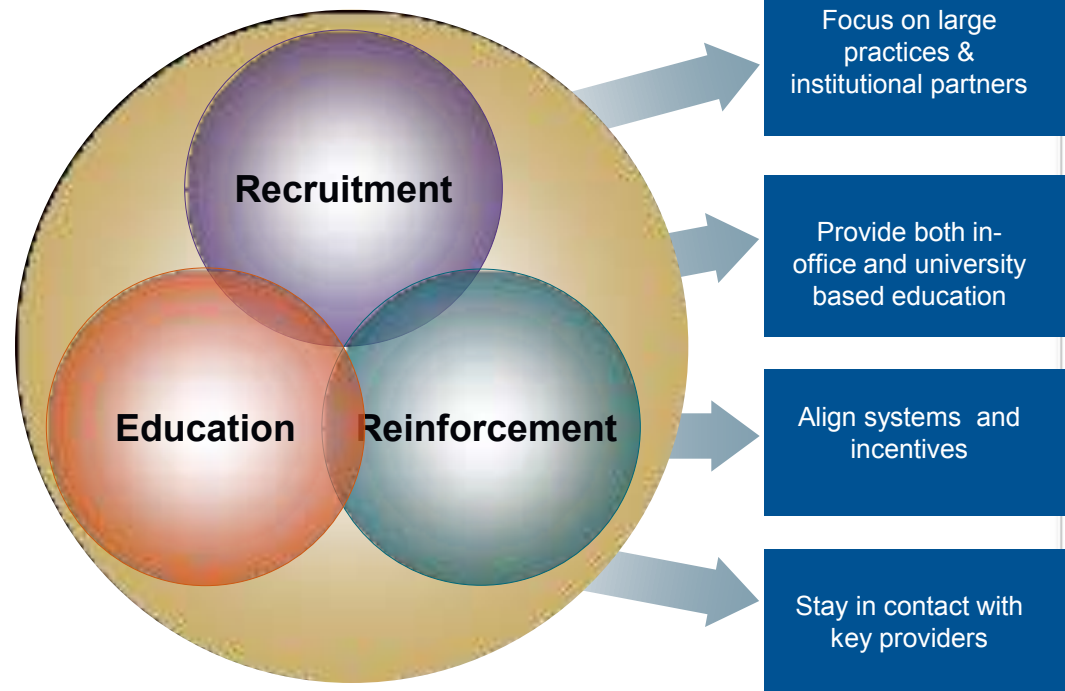 Recruitment
Education
Reinforcement
Focus on large
practices &
institutional partners
Provide both in-
office and university
based education
Align systems and
incentives
Stay in contact with
key providers